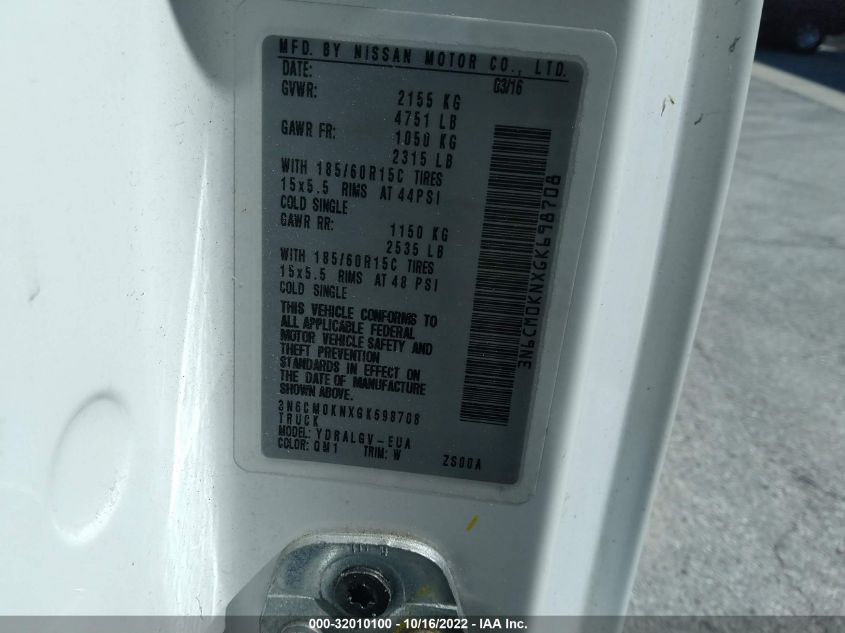 MFD. BY NISSAN MOTOR CO., LTD.
DATE: 03/16
GVWR: 2155 KG
4751 LB
GAWR FR: 1050 KG
2315 LB
WITH 185/60R15C TIRES
15x5.5 RIMS AT 44PSI
COLD SINGLE
GAWR RR: 1150 KG
2535 LB
WITH 185/60R15C TIRES
15x5.5 RIMS AT 48 PSI
COLD SINGLE
THIS VEHICLE CONFORMS TO
ALL APPLICABLE FEDERAL
MOTOR VEHICLE SAFETY AND
THEFT PREVENTION
STANDARDS IN EFFECT ON
THE DATE OF MANUFACTURE
SHOWN ABOVE.
3N6CM0KNXGK698708
TRUCK
MODEL: YDRALGV-EUA
COLOR: QM1 TRIM: W ZS00A
3N6CM0KNXGK698708
000-32010100 - 10/16/2022 - IAA Inc.